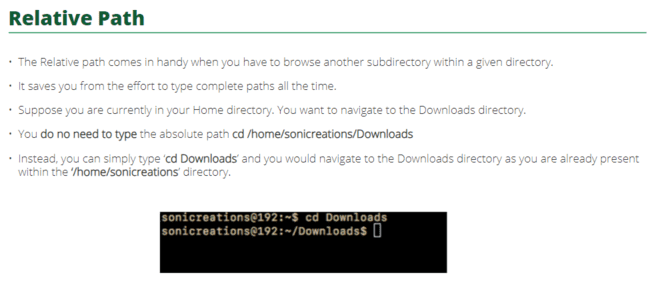 Relative Path
• The Relative path comes in handy when you have to browse another subdirectory within a given directory.
• It saves you from the effort to type complete paths all the time.
• Suppose you are currently in your Home directory. You want to navigate to the Downloads directory.
• You do no need to type the absolute path cd /home/sonicreations/Downloads
• Instead, you can simply type ‘cd Downloads’ and you would navigate to the Downloads directory as you are already present
within the ‘/home/sonicreations’ directory.
sonicreations@192:~$ cd Downloads
sonicreations@192:~/Downloads$